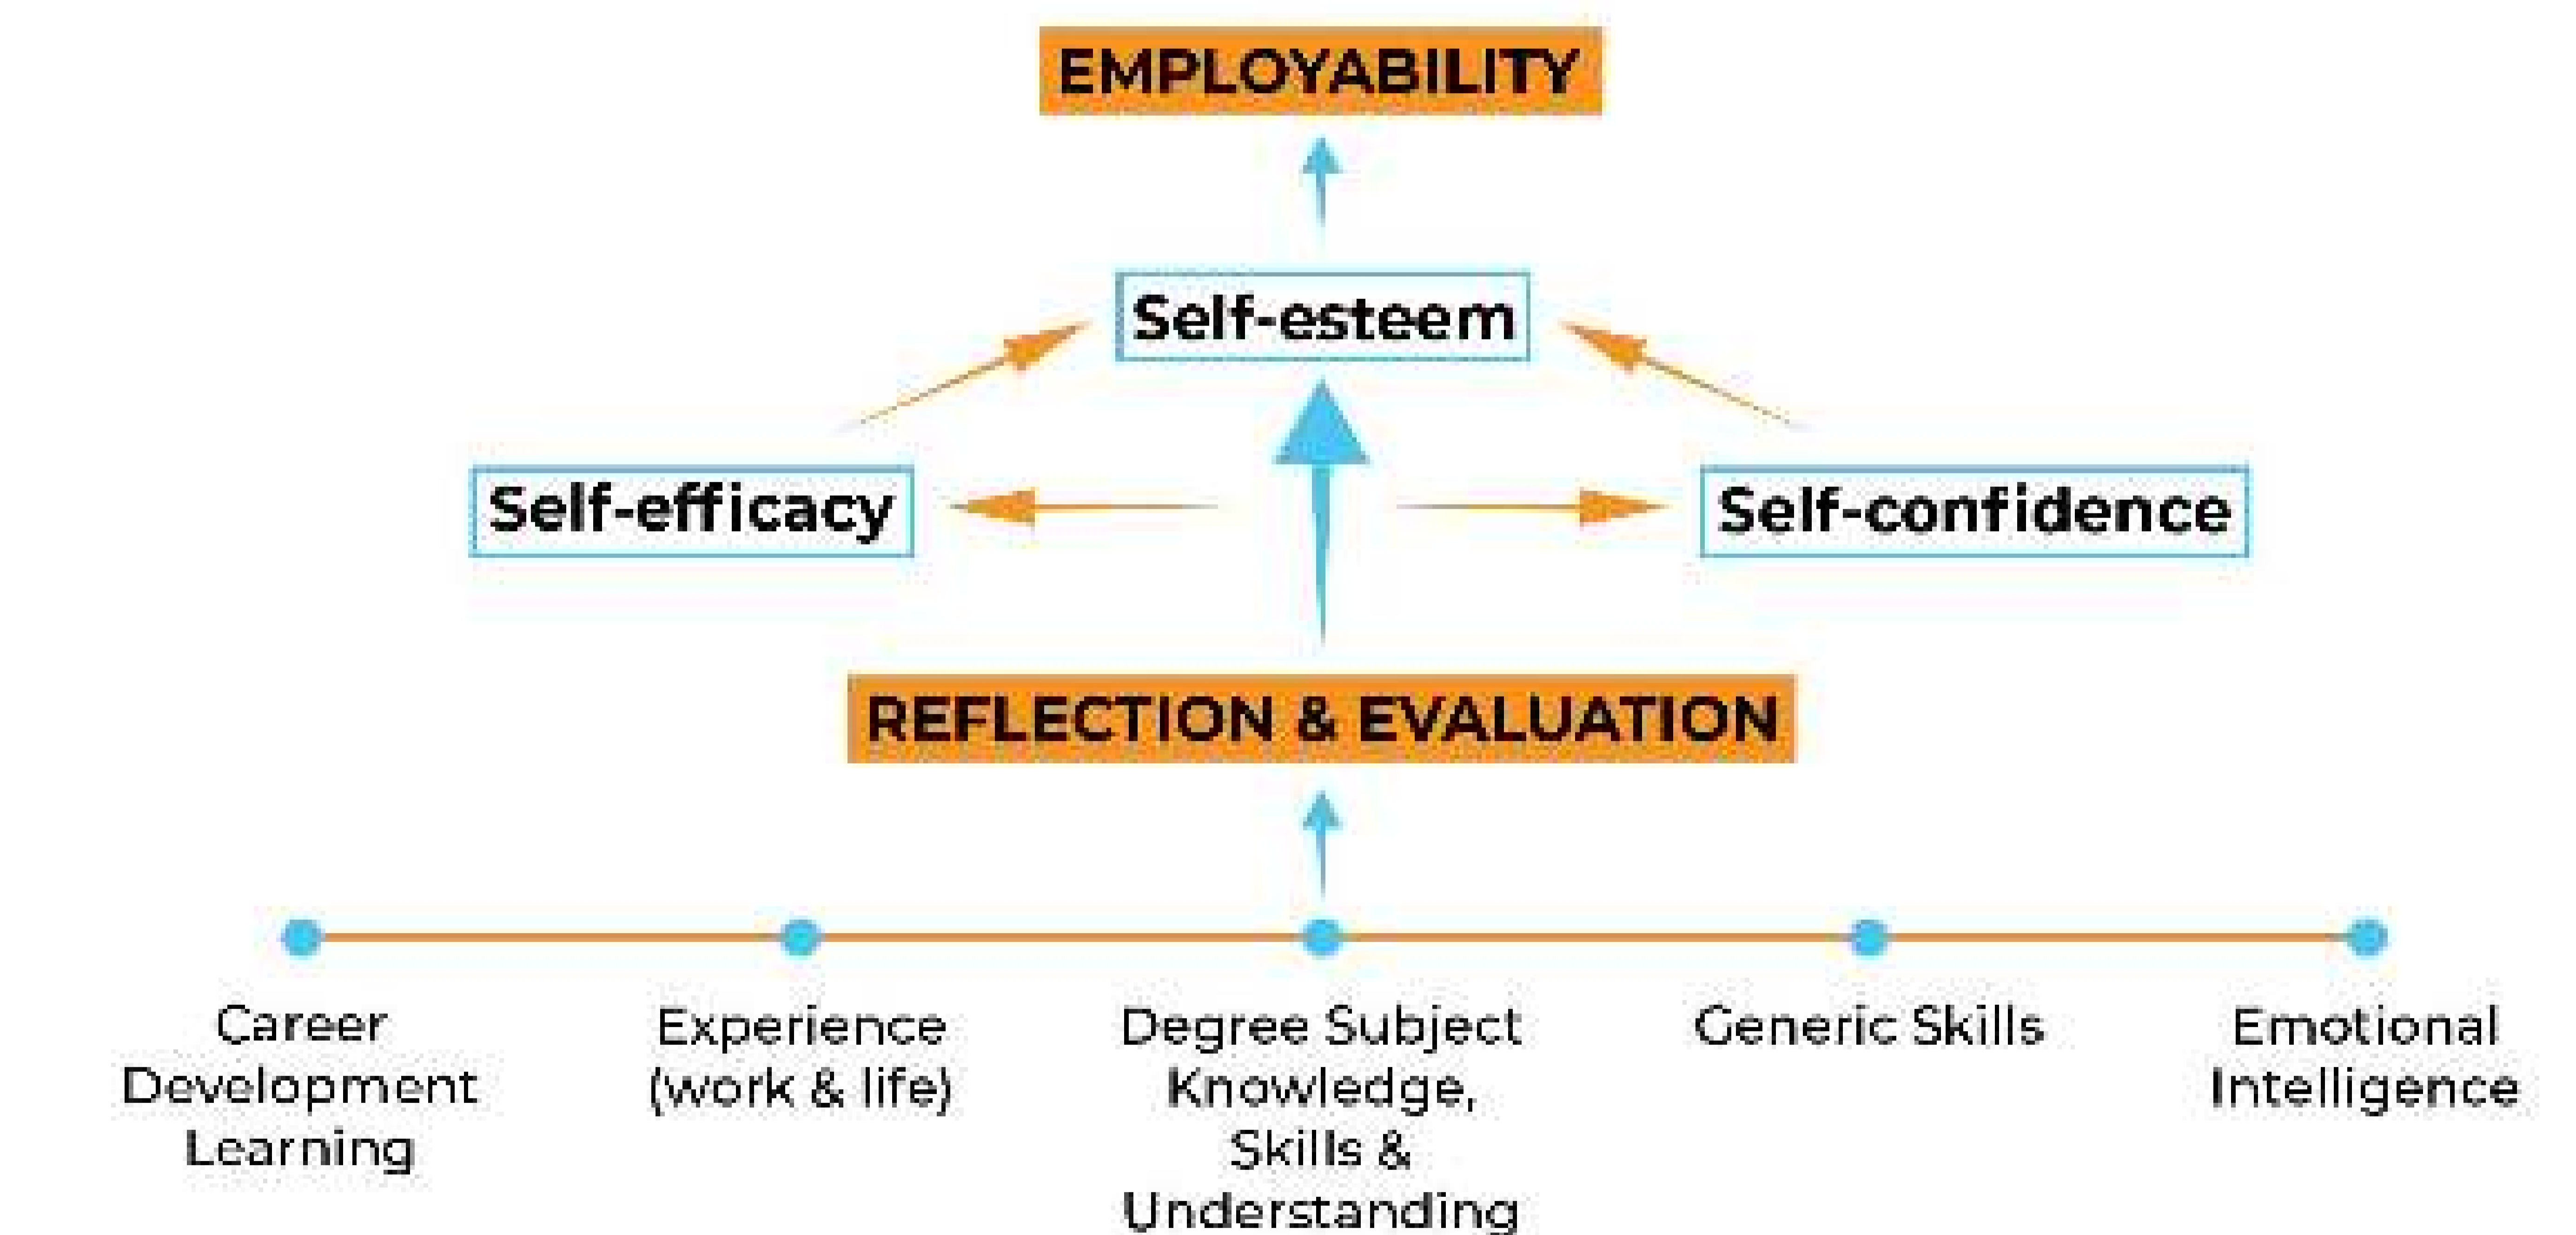 EMPLOYABILITY
Self-esteem
Self-efficacy
Self-confidence
REFLECTION & EVALUATION
Career
Development
Learning
Experience
(work & life)
Degree Subject
Knowledge,
Skills &
Understanding
Generic Skills
Emotional
Intelligence